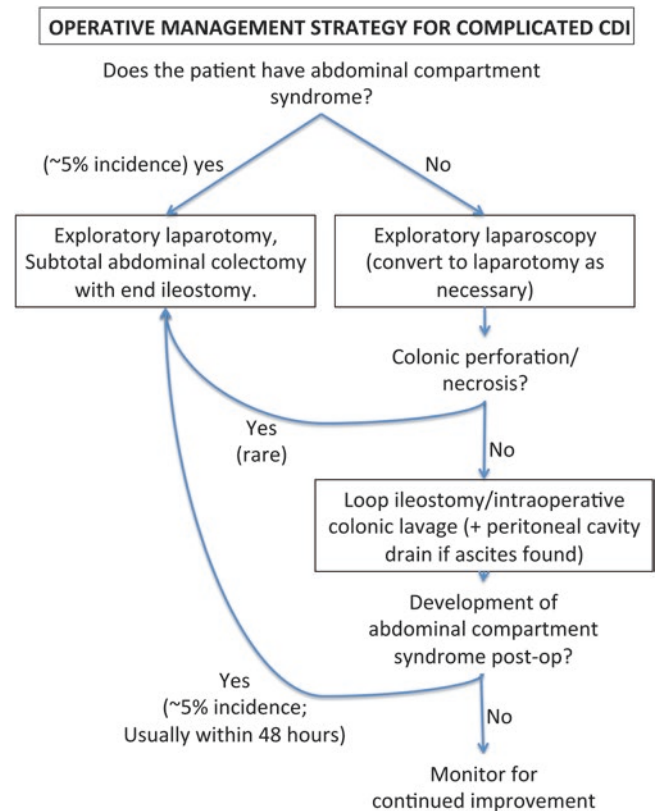 OPERATIVE MANAGEMENT STRATEGY FOR COMPLICATED CDI
Does the patient have abdominal compartment
syndrome?
(~5% incidence) yes
No
Exploratory laparotomy,
Subtotal abdominal colectomy
with end ileostomy.
Exploratory laparoscopy
(convert to laparotomy as
necessary)
Colonic perforation/
necrosis?
Yes
(rare)
No
Loop ileostomy/intraoperative
colonic lavage (+ peritoneal cavity
drain if ascites found)
Development of
abdominal compartment
syndrome post-op?
Yes
(~5% incidence;
Usually within 48 hours)
No
Monitor for
continued improvement